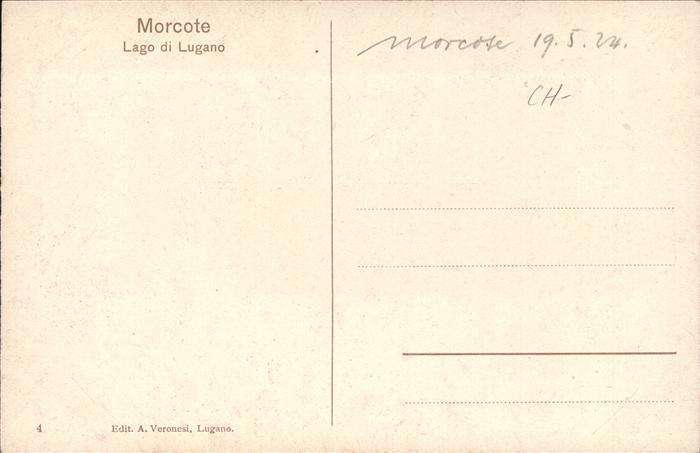 Morcote
Lago di Lugano
Morcote 19.5.24.
CH-
4
Edit. A. Veronesi, Lugano.